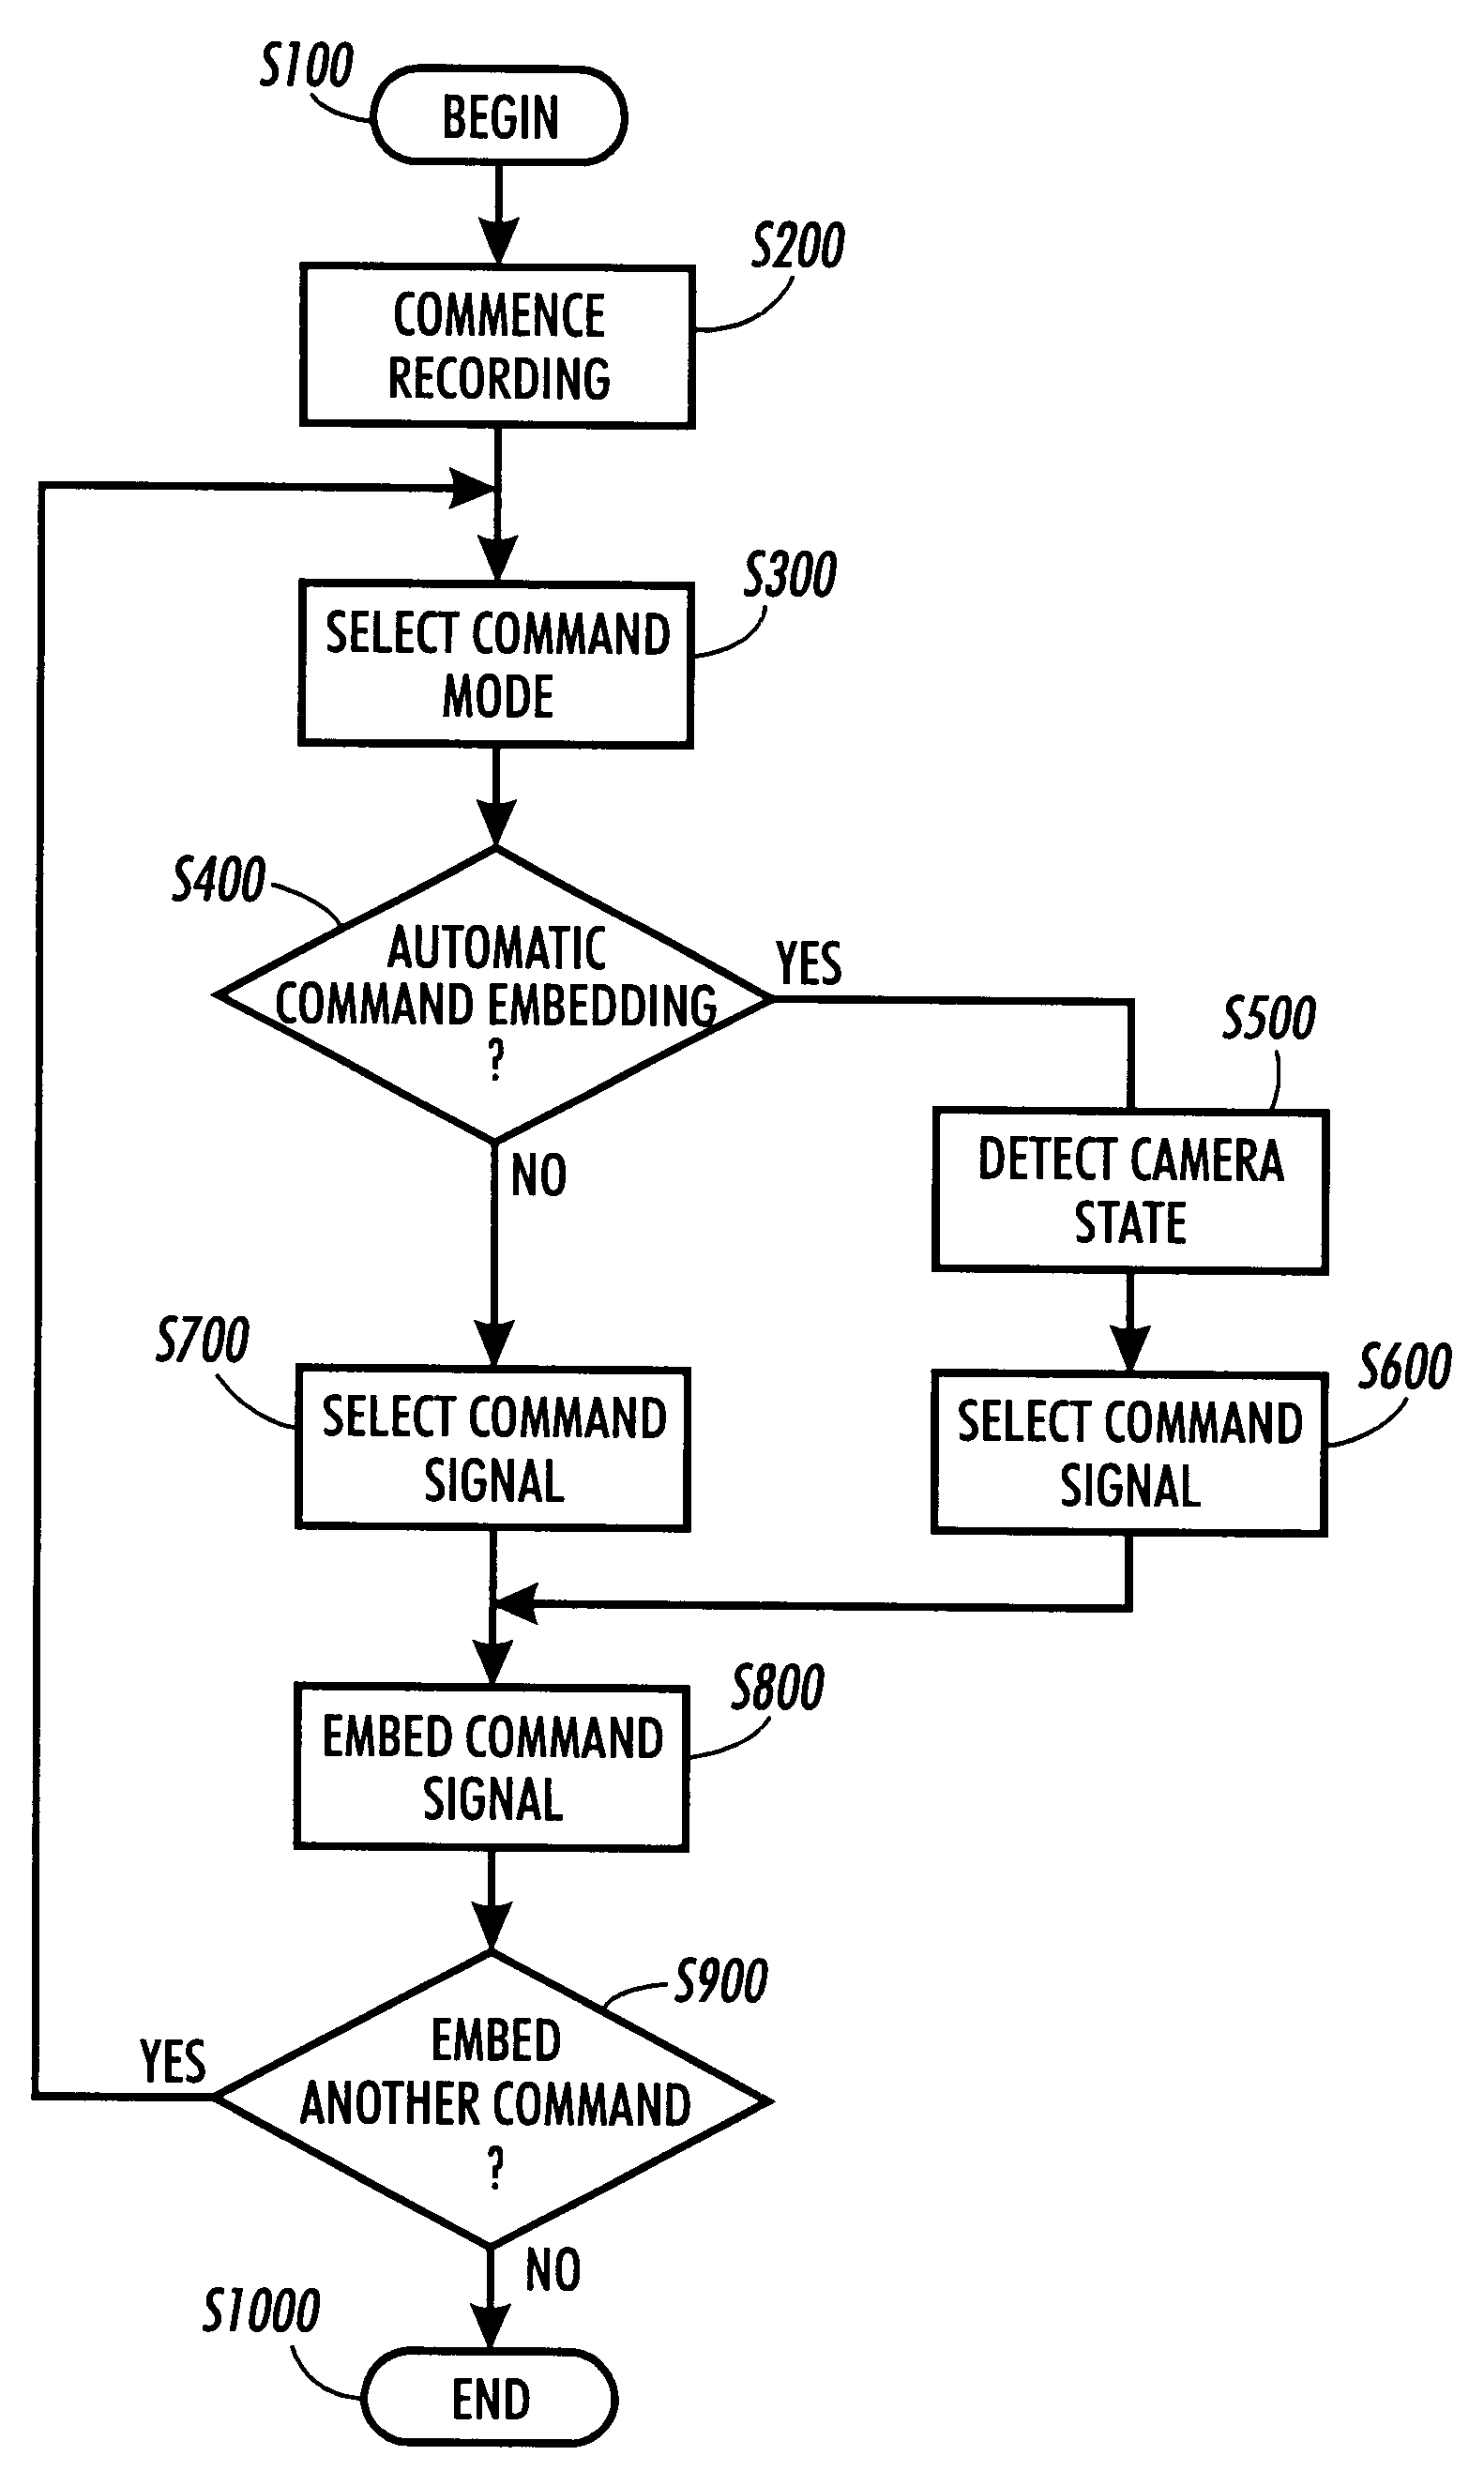 S100
BEGIN
S200
COMMENCE
RECORDING
S300
SELECT COMMAND
MODE
S400
AUTOMATIC
COMMAND EMBEDDING
?
YES
NO
S500
DETECT CAMERA
STATE
S600
SELECT COMMAND
SIGNAL
S700
SELECT COMMAND
SIGNAL
S800
EMBED COMMAND
SIGNAL
S900
EMBED
ANOTHER COMMAND
?
YES
NO
S1000
END